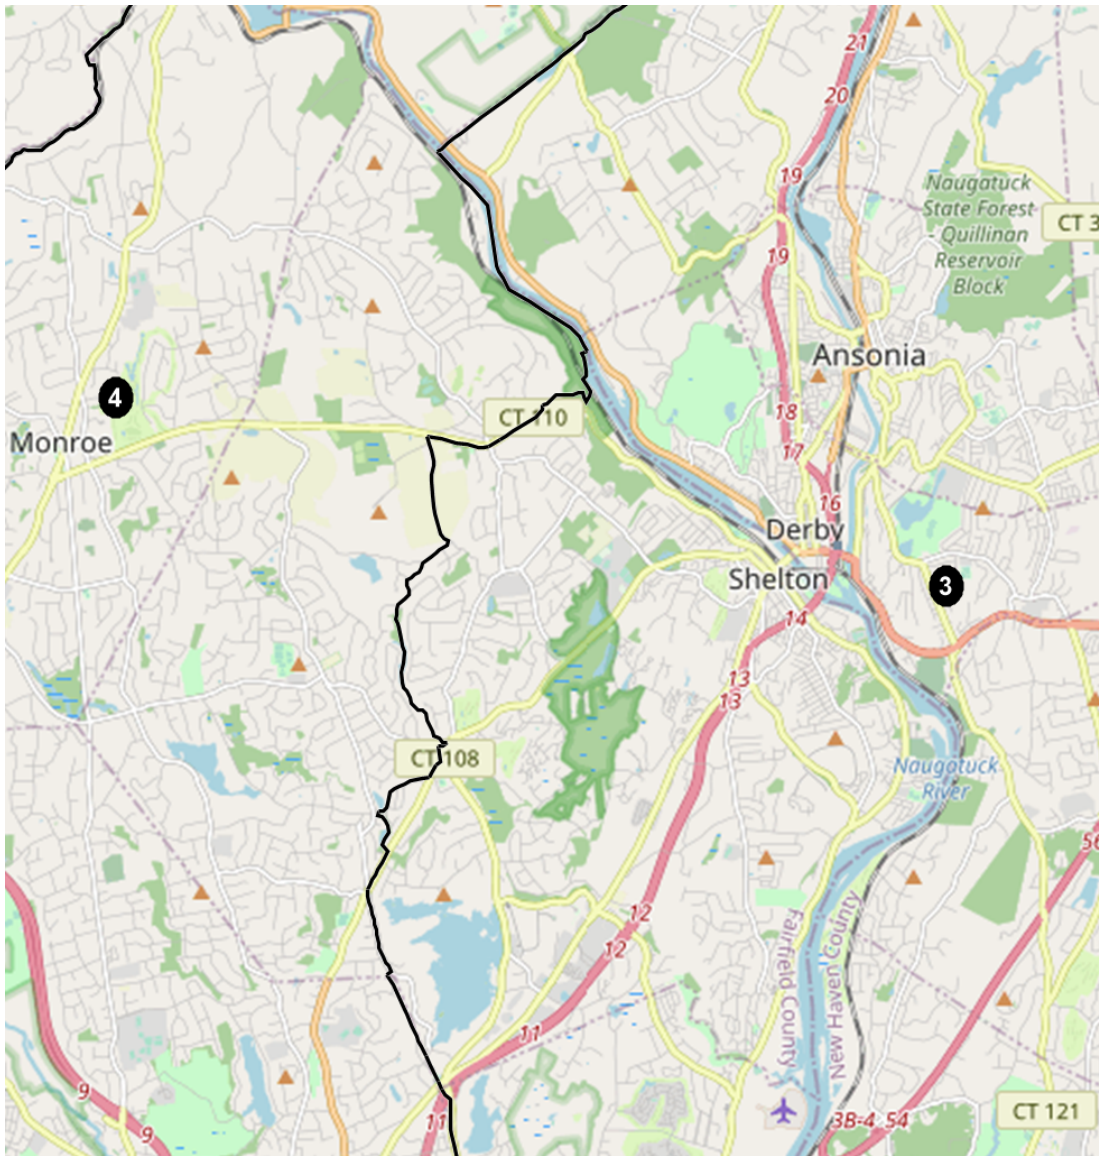 21
20
19
Naugatuck
State Forest-
Quillinan
Reservoir
Block
CT 3
19
Ansonia
4
18
CT 110
Monroe
17
16
Derby
Shelton
3
14
13
13
CT 108
Naugatuck
River
56
12
12
Fairfield County
New Haven County
11
9
11
9
3B-4
54
CT 121